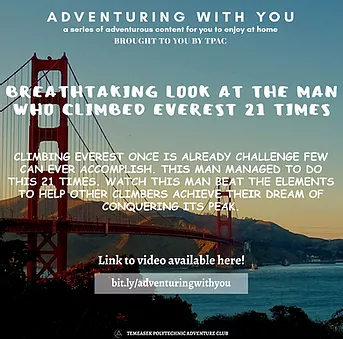 ADVENTURING WITH YOU
a series of adventurous content for you to enjoy at home
BROUGHT TO YOU BY TPAC
BREATHTAKING LOOK AT THE MAN
WHO CLIMBED EVEREST 21 TIMES
CLIMBING EVEREST ONCE IS ALREADY CHALLENGE FEW
CAN EVER ACCOMPLISH. THIS MAN MANAGED TO DO
THIS 21 TIMES. WATCH THIS MAN BEAT THE ELEMENTS
TO HELP OTHER CLIMBERS ACHIEVE THEIR DREAM OF
CONQUERING ITS PEAK.
Link to video available here!
bit.ly/adventuringwithyou
TEMASEK POLYTECHNIC ADVENTURE CLUB